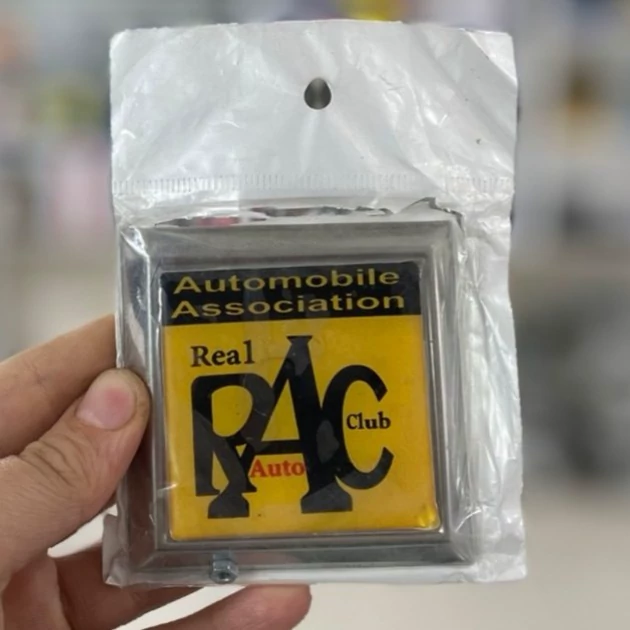 Automobile
Association
Real
RAC
Club
Auto